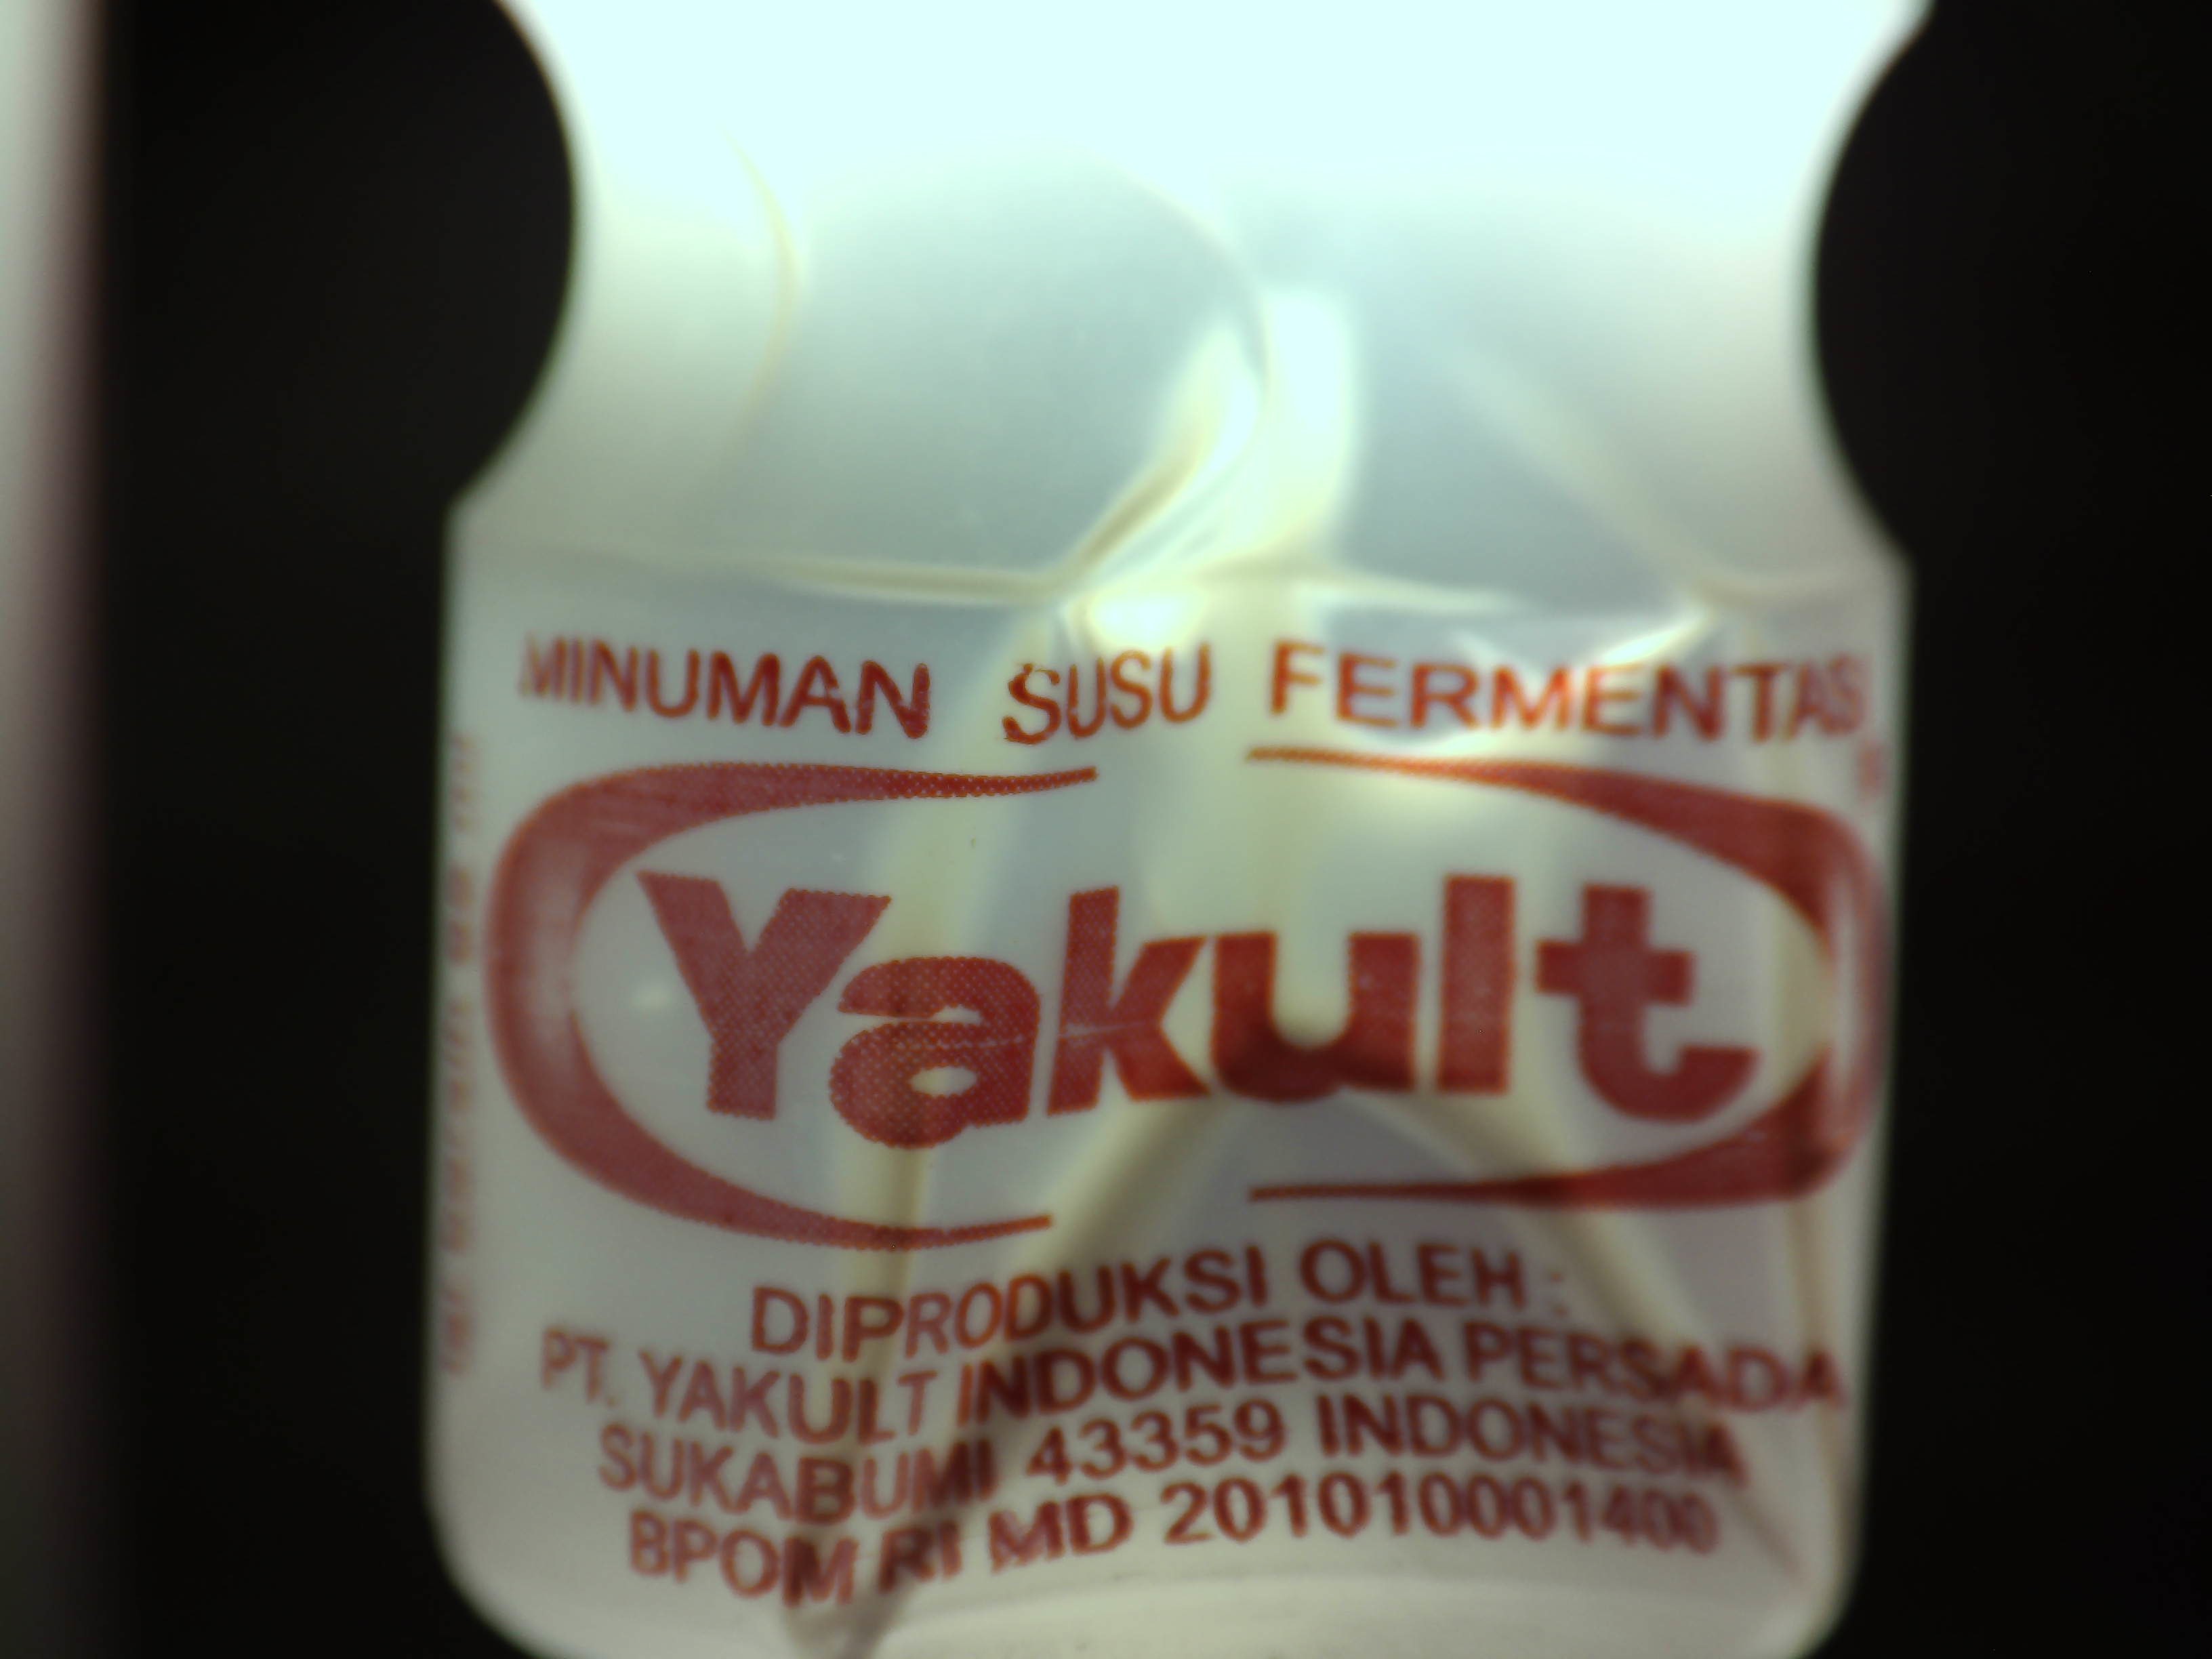 MINUMAN SUSU FERMENTASI
Yakult
DIPRODUKSI OLEH :
PT. YAKULT INDONESIA PERSADA
SUKABUMI 43359 INDONESIA
BPOM RI MD 201010001400